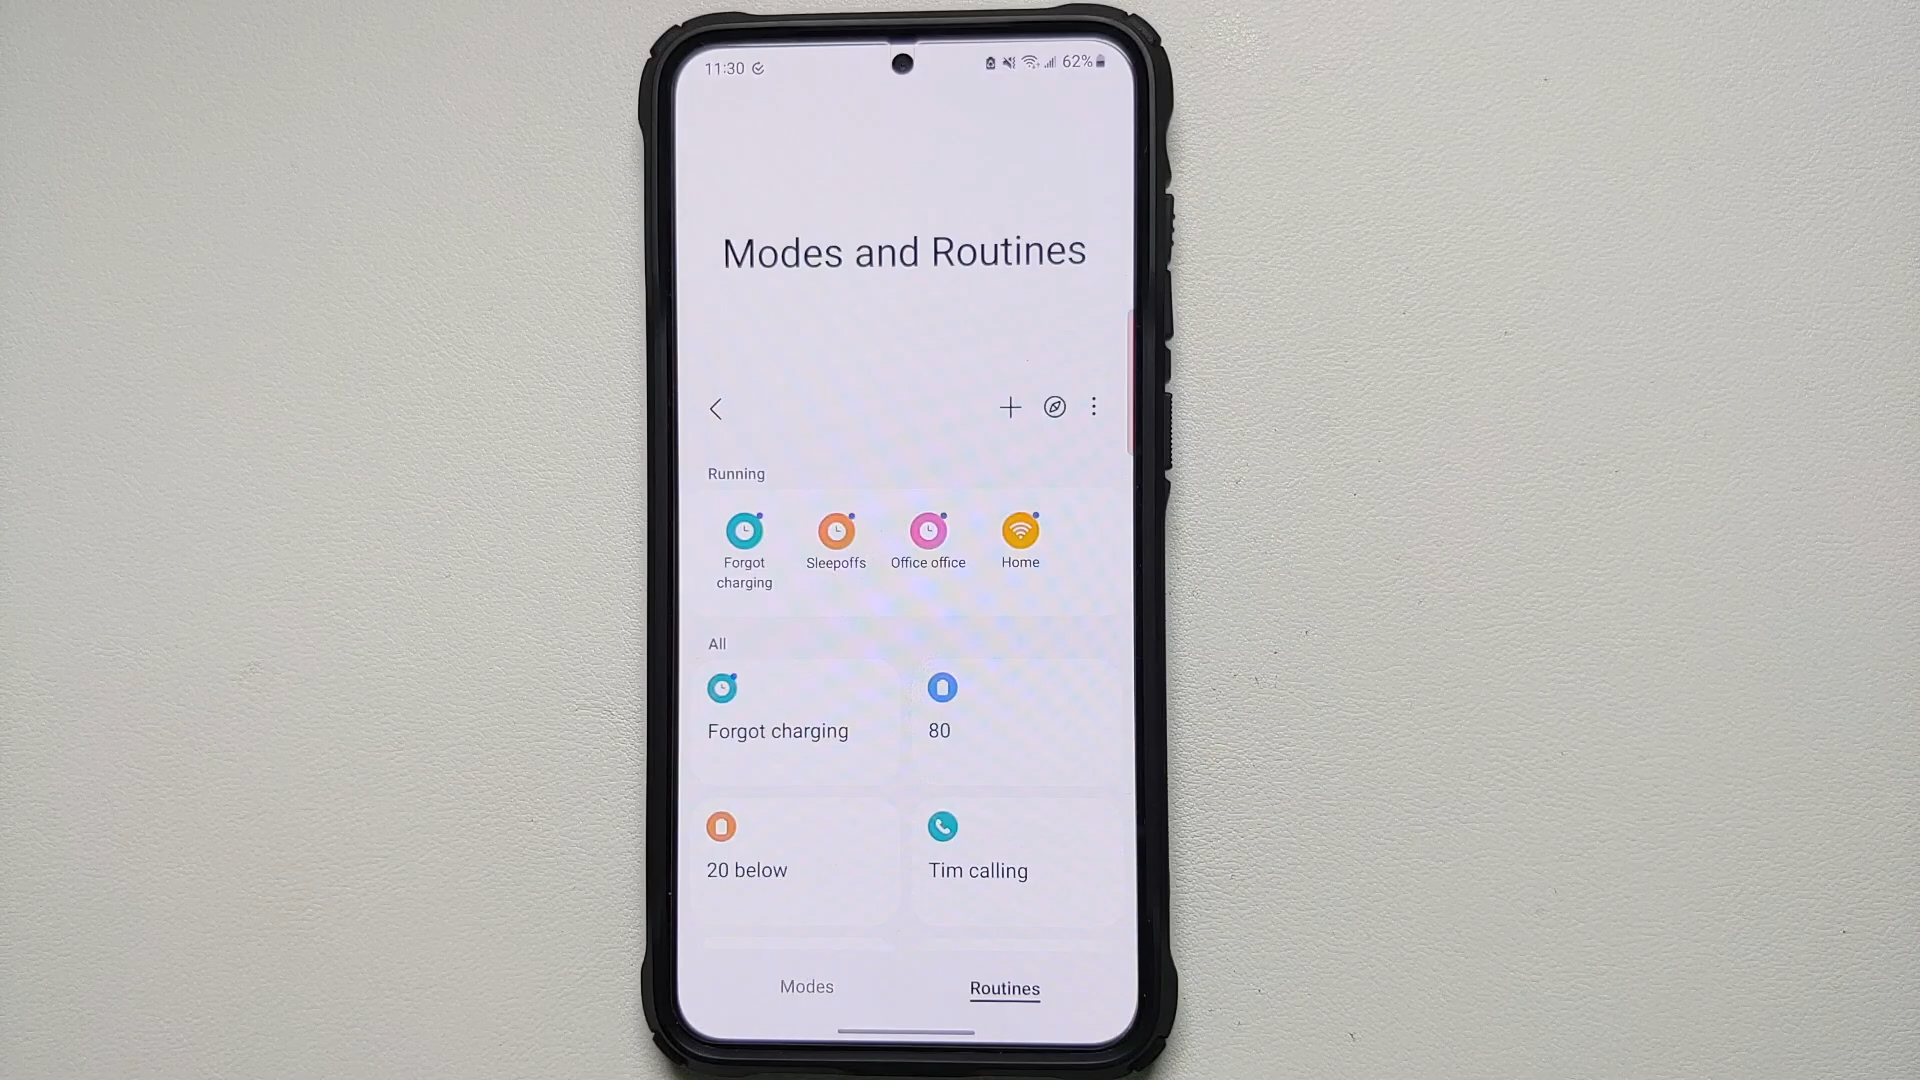 11:30
62%
Modes and Routines
Running
Forgot charging
Sleepoffs
Office office
Home
All
Forgot charging
80
20 below
Tim calling
Modes
Routines